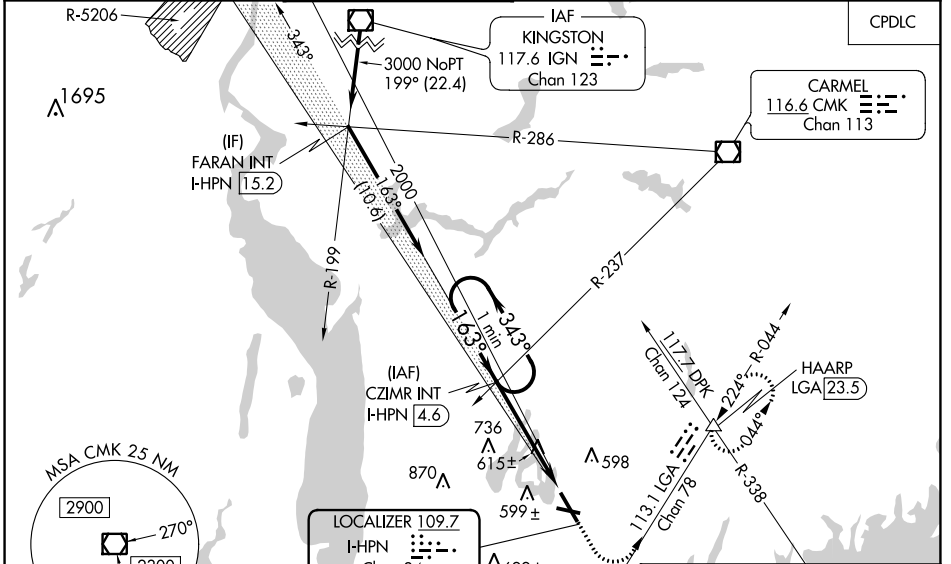 R-5206
343°
IAF
KINGSTON
117.6 IGN
Chan 123
CPDLC
3000 NoPT
199° (22.4)
1695
CARMEL
116.6 CMK
Chan 113
(IF)
FARAN INT
I-HPN 15.2
R-286
2000
163°
(10.6)
R-199
R-237
163°
1 min
343°
(IAF)
CZIMR INT
I-HPN 4.6
117.7 DPK
Chan 124
224°
R-044
HAARP
LGA 23.5
044°
736
615±
598
870
599±
113.1 LGA
Chan 78
R-338
MSA CMK 25 NM
2900
270°
LOCALIZER 109.7
I-HPN